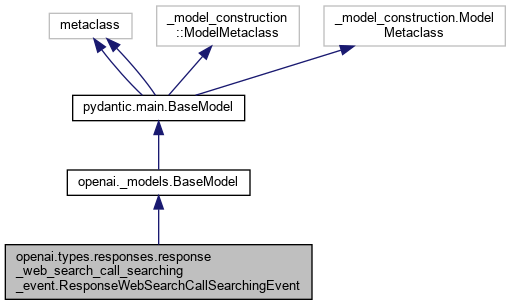 metaclass
_model_construction
::ModelMetaclass
_model_construction.Model
Metaclass
pydantic.main.BaseModel
openai._models.BaseModel
openai.types.responses.response
_web_search_call_searching
_event.ResponseWebSearchCallSearchingEvent